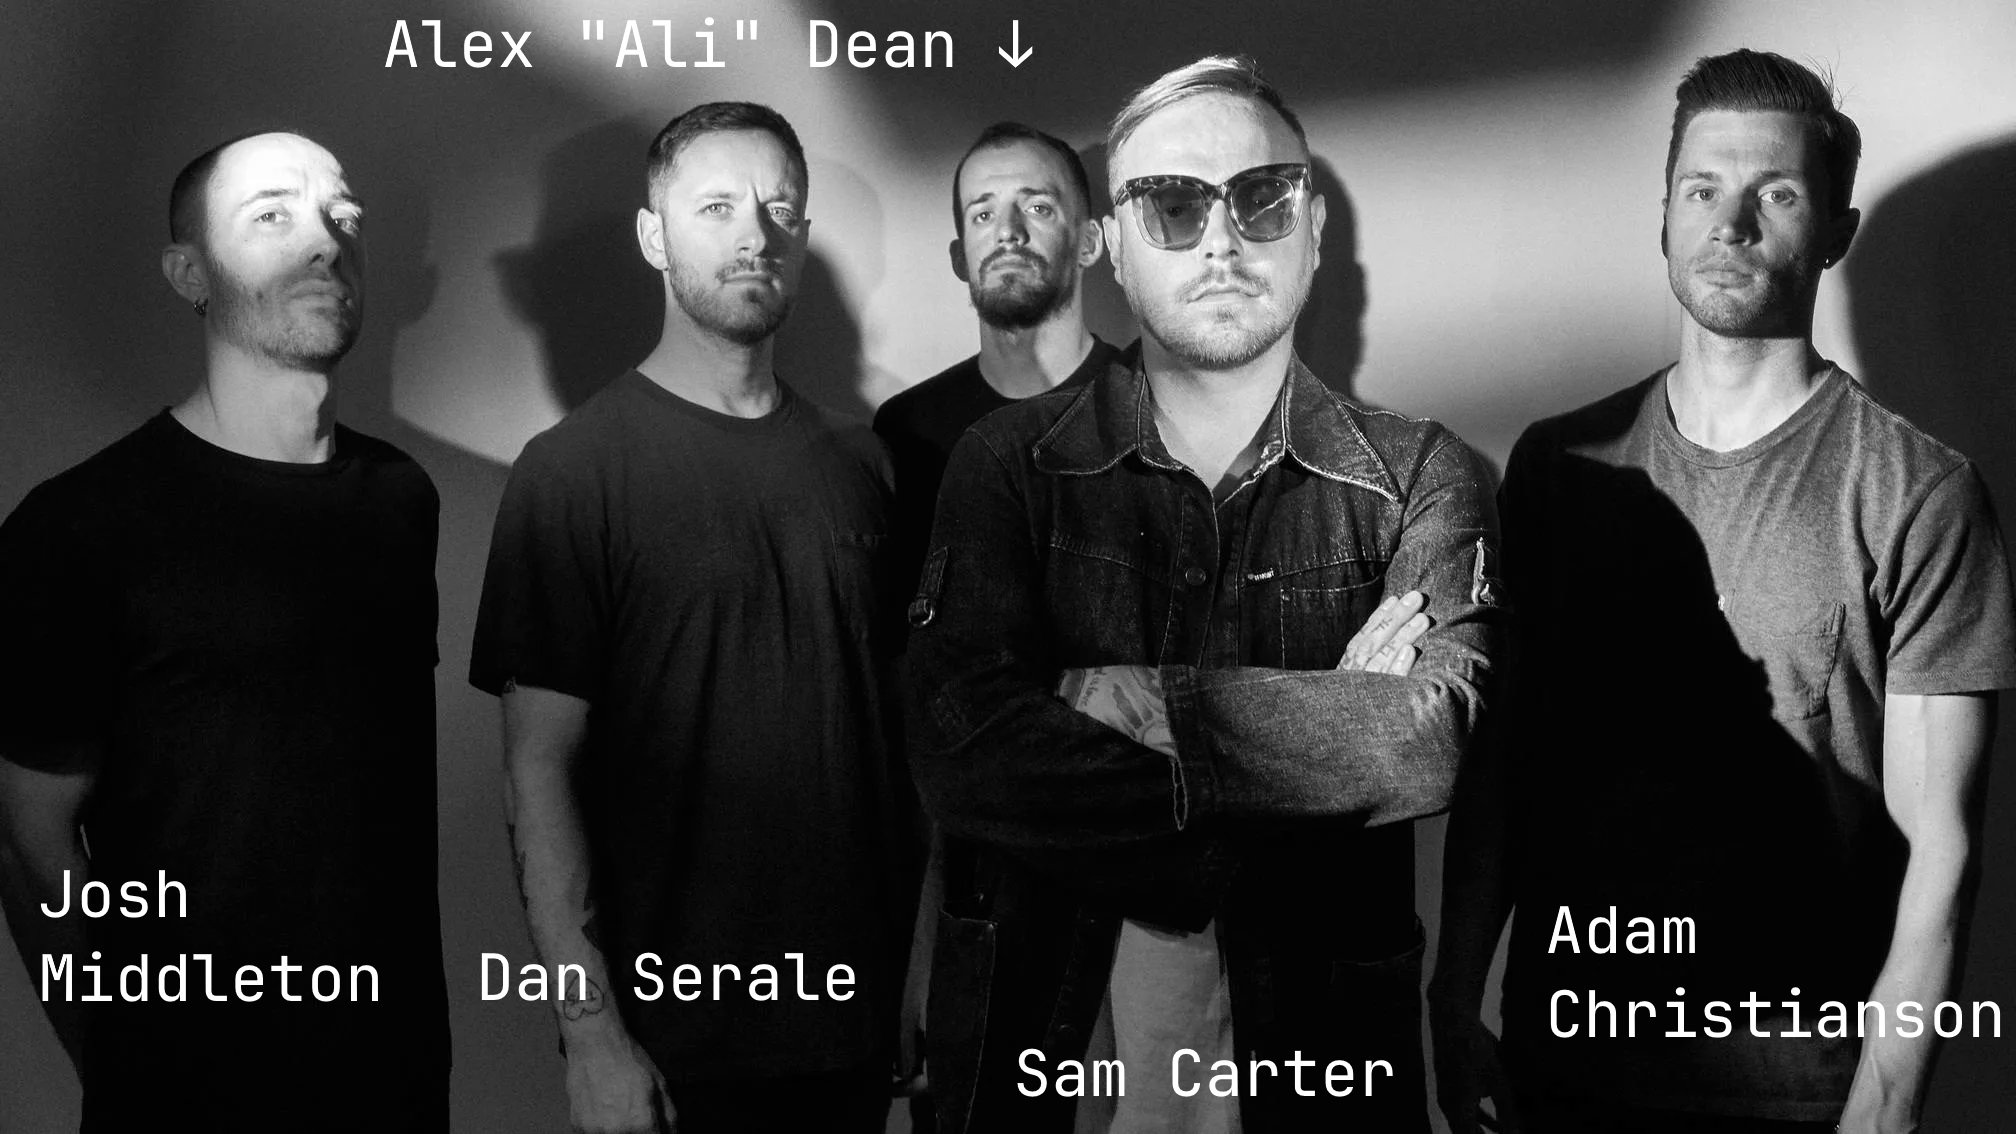 Alex "Ali" Dean ↓
Josh
Middleton
Dan Serale
Sam Carter
Adam
Christianson